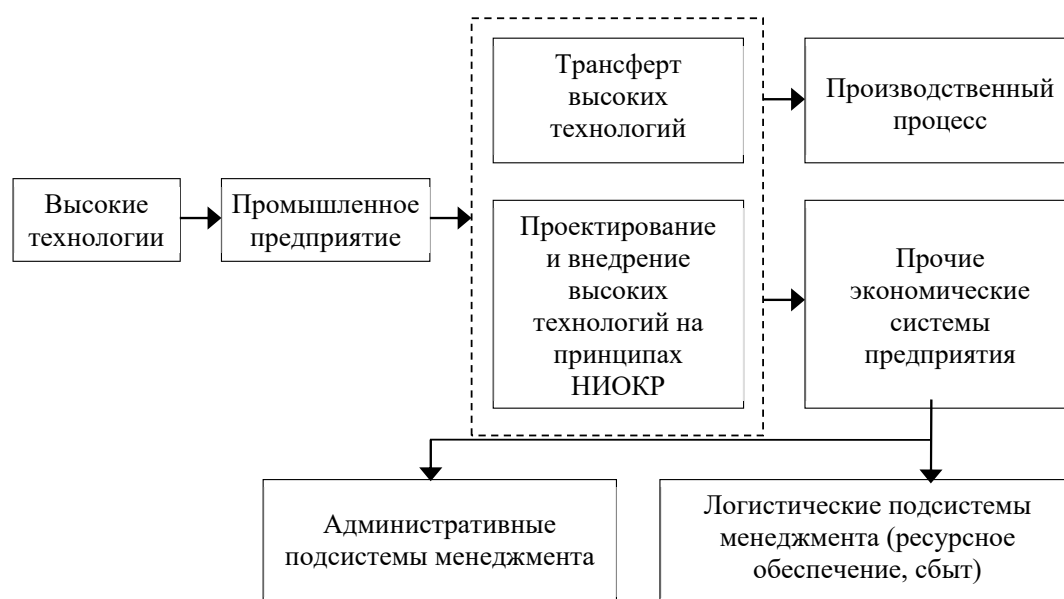 Трансферт
высоких
технологий
Производственный
процесс
Высокие
технологии
Промышленное
предприятие
Проектирование
и внедрение
высоких
технологий на
принципах
НИОКР
Прочие
экономические
системы
предприятия
Административные
подсистемы менеджмента
Логистические подсистемы
менеджмента (ресурсное
обеспечение, сбыт)